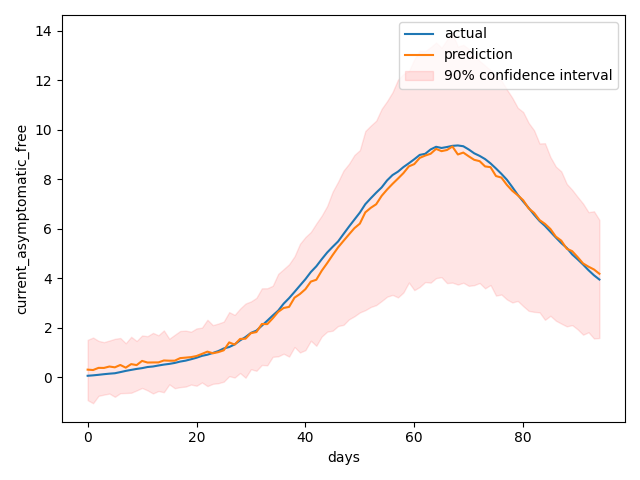 actual
prediction
90% confidence interval
14
12
10
8
6
4
2
0
current_asymptomatic_free
0
20
40
60
80
days